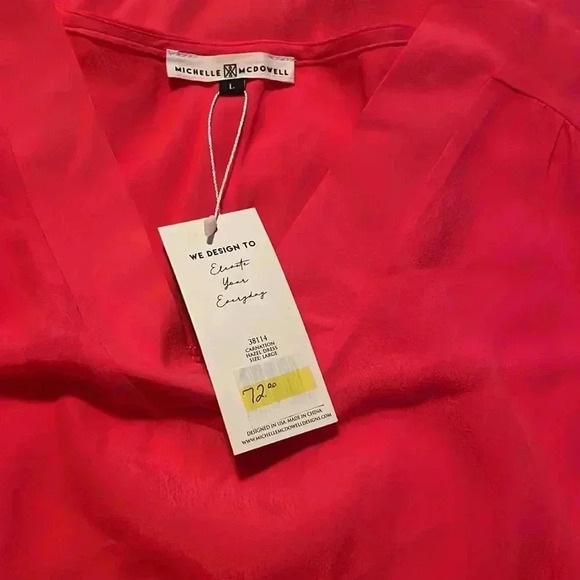 MICHELLE MCDOWELL
L
WE DESIGN TO
Elevate
Your
Everyday
38114
CARNATION
HAZEL DRESS
SIZE: LARGE
72.00
DESIGNED IN USA MADE IN CHINA
WWW.MICHELLEMCDOWELLDESIGNS.COM